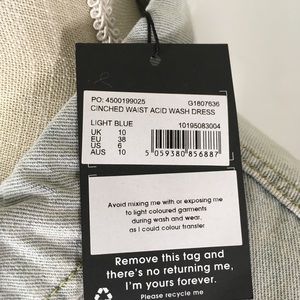 PO: 4500199025 G1807636
CINCHED WAIST ACID WASH DRESS
LIGHT BLUE 10195083004
UK 10
EU 38
US 6
AUS 10
5 059380 856887
Avoid mixing me with or exposing me
to light coloured garments
during wash and wear,
as I could colour transfer
Remove this tag and
there's no returning me,
I'm yours forever.
Please recycle me